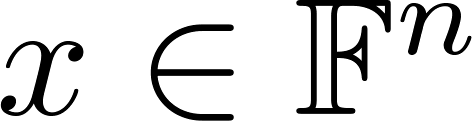 x ∈ 𝔽ⁿ